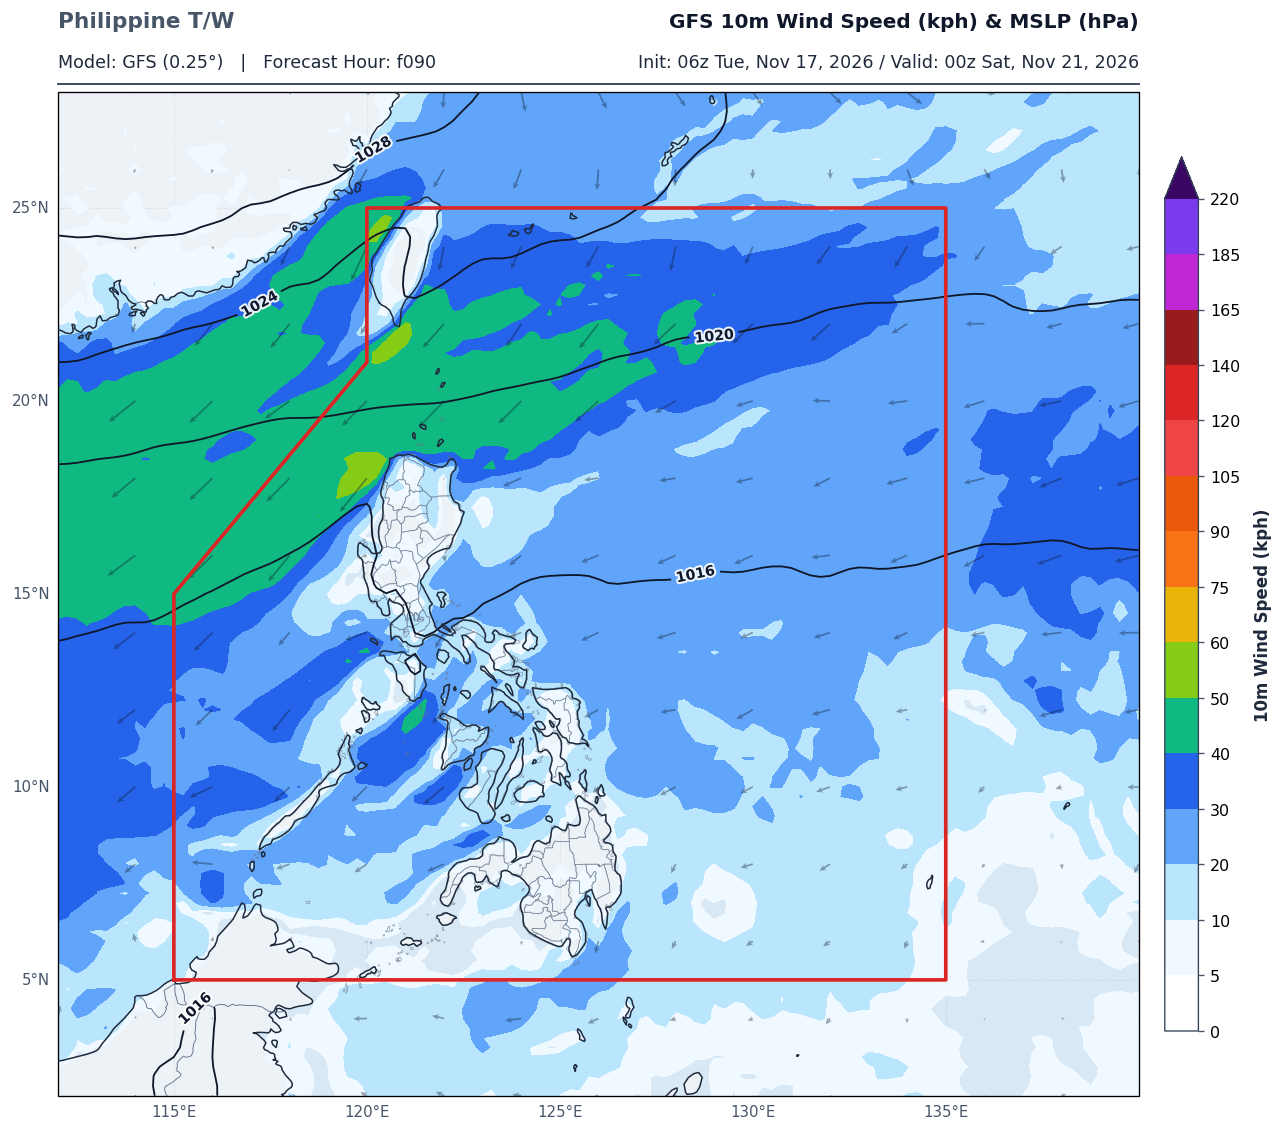 Philippine T/W
GFS 10m Wind Speed (kph) & MSLP (hPa)
Model: GFS (0.25°) | Forecast Hour: f090
Init: 06z Tue, Nov 17, 2026 / Valid: 00z Sat, Nov 21, 2026
1028
1024
1020
1016
1016
25°N
20°N
15°N
10°N
5°N
115°E
120°E
125°E
130°E
135°E
220
185
165
140
120
105
90
75
60
50
40
30
20
10
5
0
10m Wind Speed (kph)